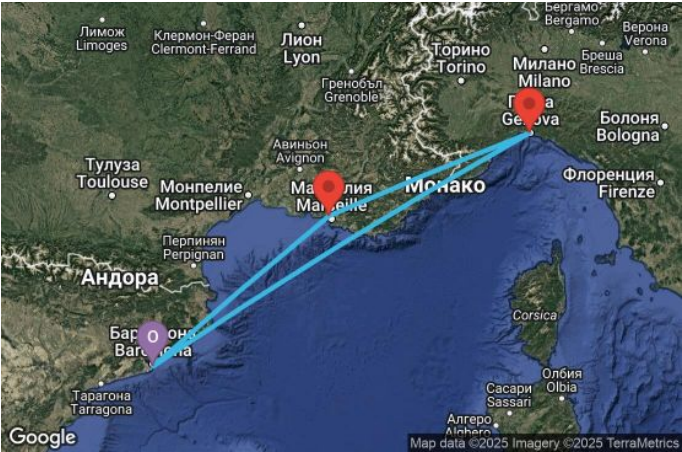 Лимож
Limoges
Клермон-Феран
Clermont-Ferrand
Лион
Lyon
Гренобъл
Grenoble
Торино
Torino
Бергамо
Bergamo
Милано
Milano
Бреша
Brescia
Верона
Verona
Genova
Болоня
Bologna
Флоренция
Firenze
Авиньон
Avignon
Тулуза
Toulouse
Монпелие
Montpellier
Marseille
Монако
Перпинян
Perpignan
Андора
O
Тарагона
Tarragona
Corsica
Олбия
Olbia
Сасари
Sassari
Алгеро
Alghero
Google
Map data ©2025 Imagery ©2025 TerraMetrics